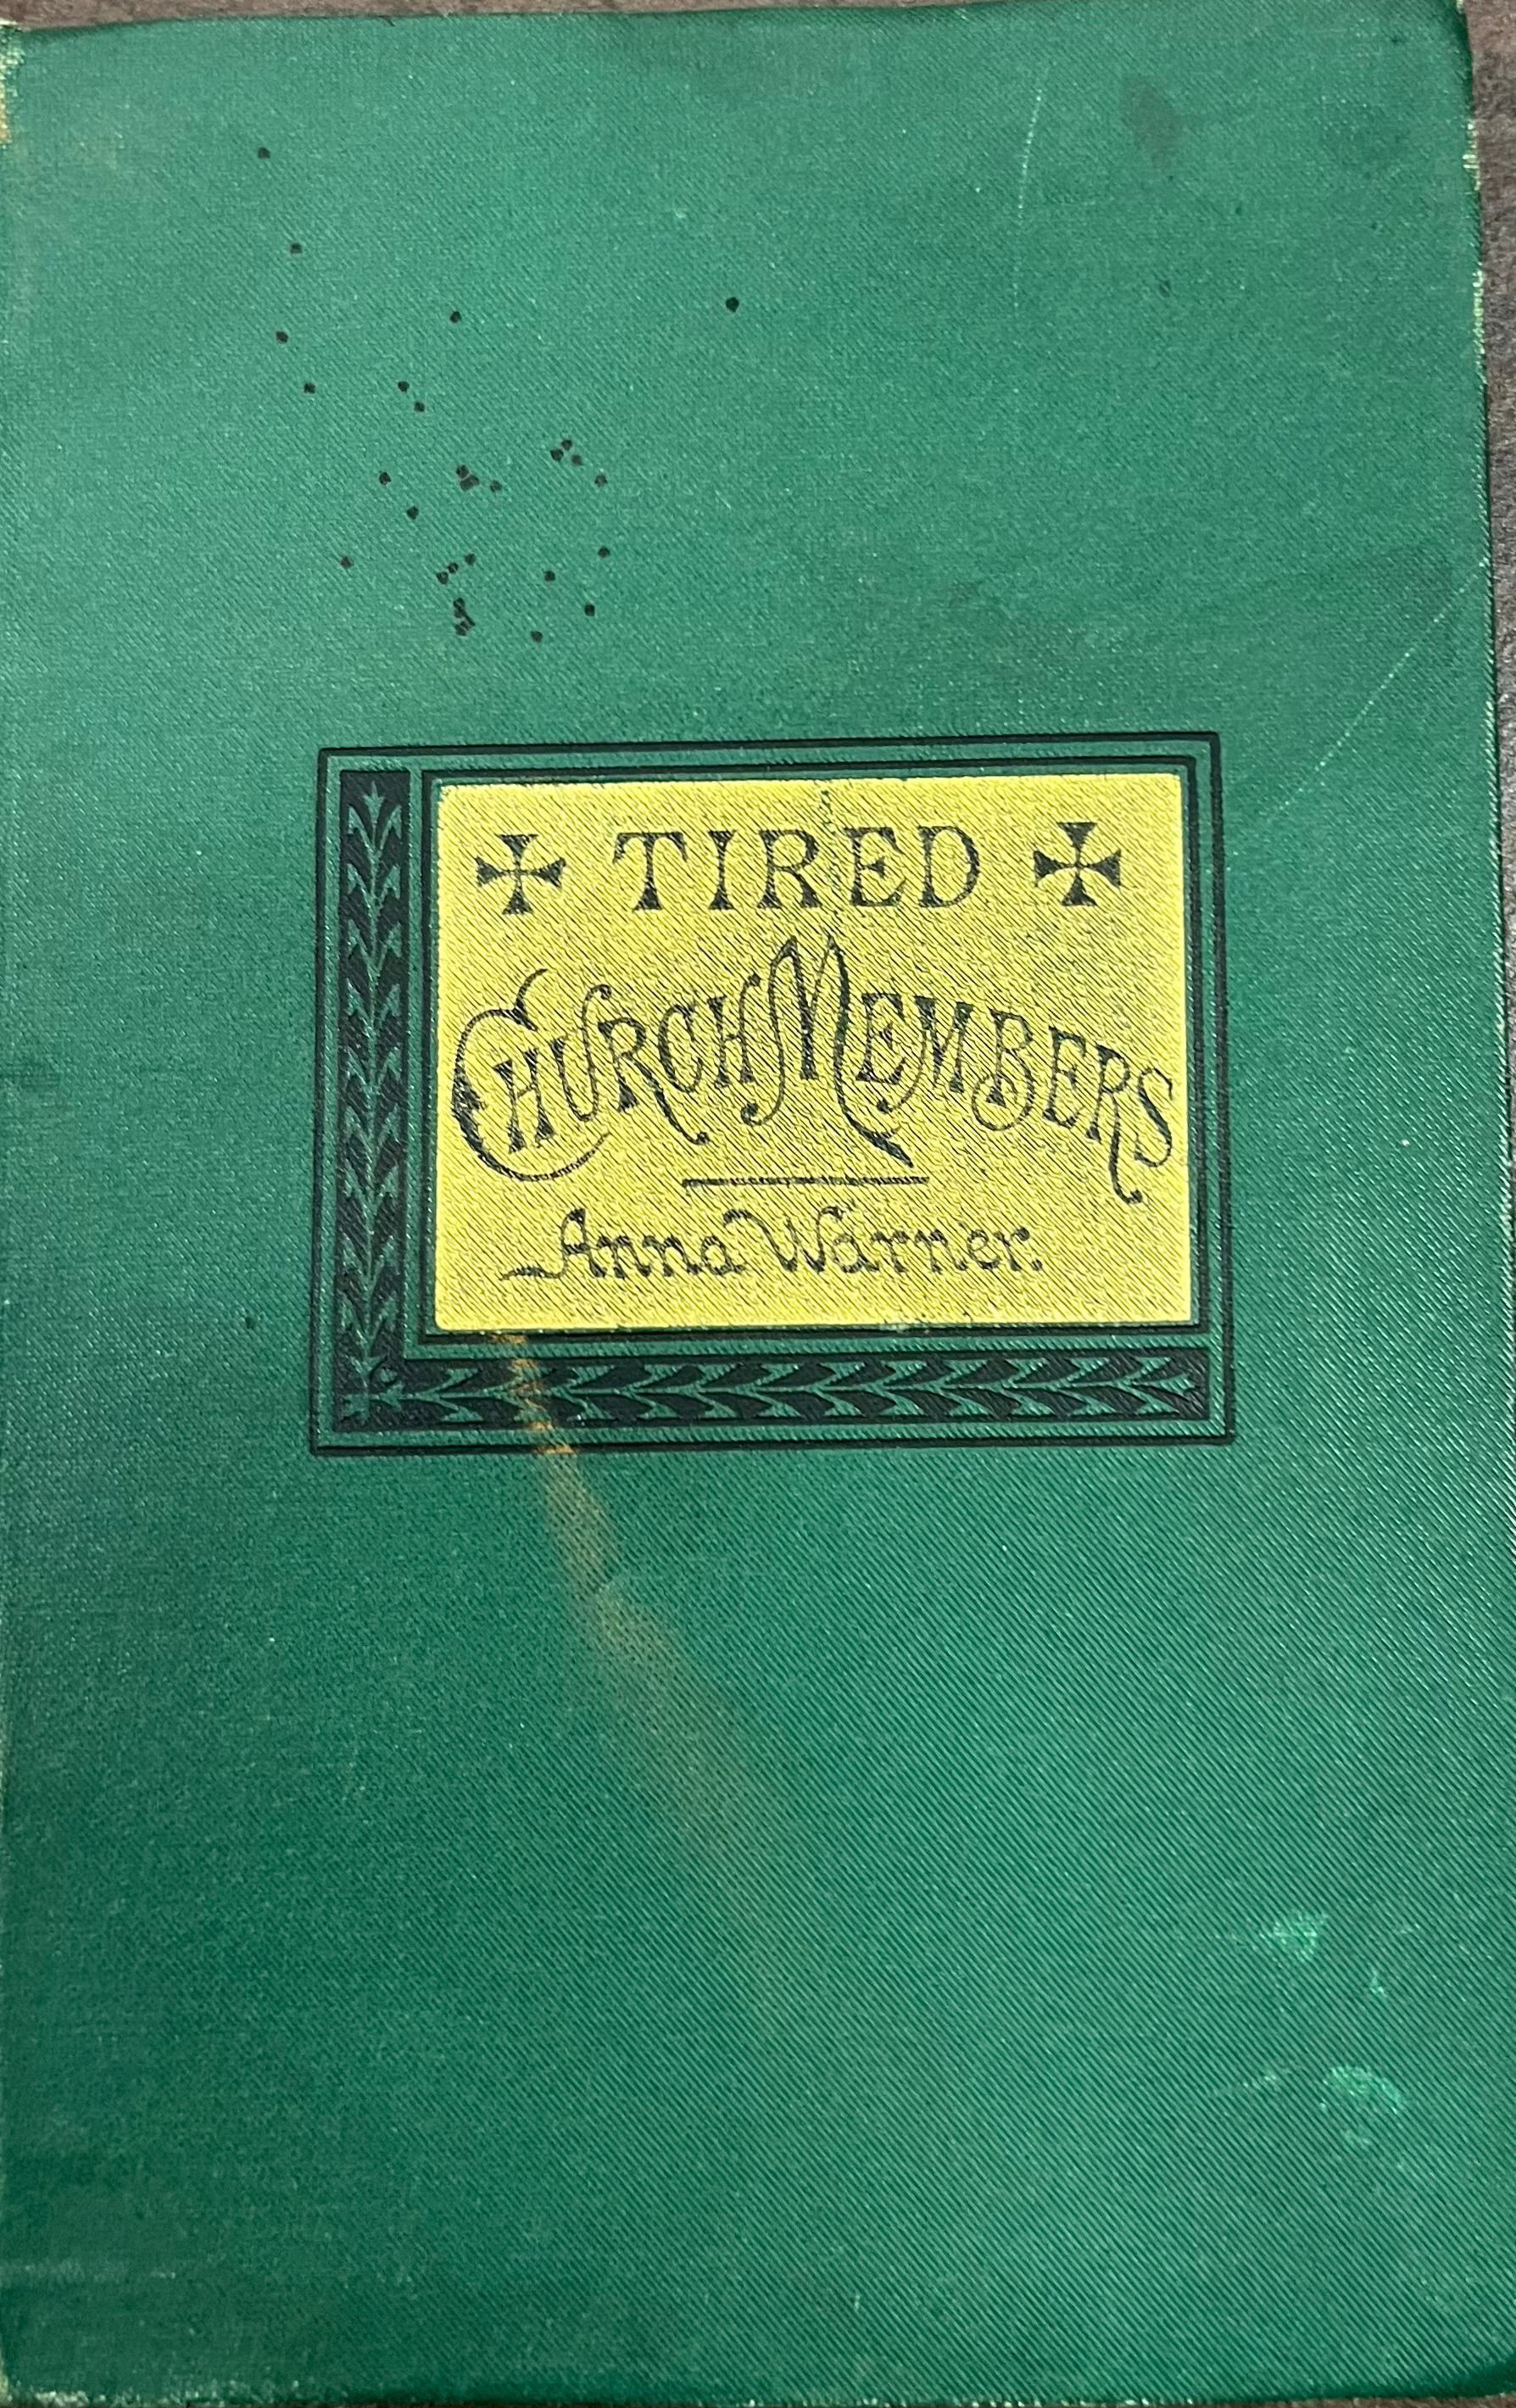 TIRED
CHURCH MEMBERS
Anna Warner.